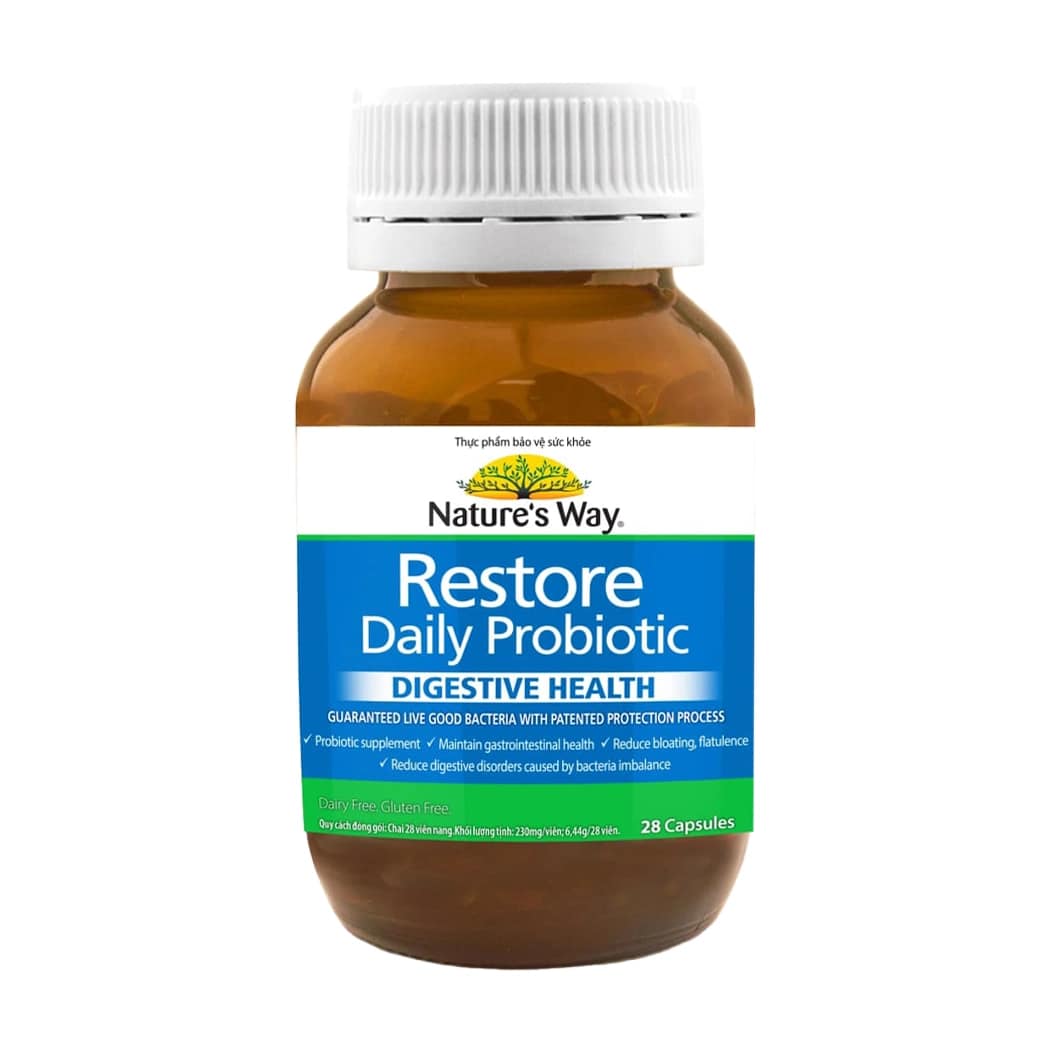 Thực phẩm bảo vệ sức khỏe
Nature's Way®
Restore
Daily Probiotic
DIGESTIVE HEALTH
GUARANTEED LIVE GOOD BACTERIA WITH PATENTED PROTECTION PROCESS
✓ Probiotic supplement ✓ Maintain gastrointestinal health ✓ Reduce bloating, flatulence
✓ Reduce digestive disorders caused by bacteria imbalance
Dairy Free. Gluten Free.
Quy cách đóng gói: Chai 28 viên nang. Khối lượng tịnh: 230mg/viên; 6,44g/28 viên.
28 Capsules